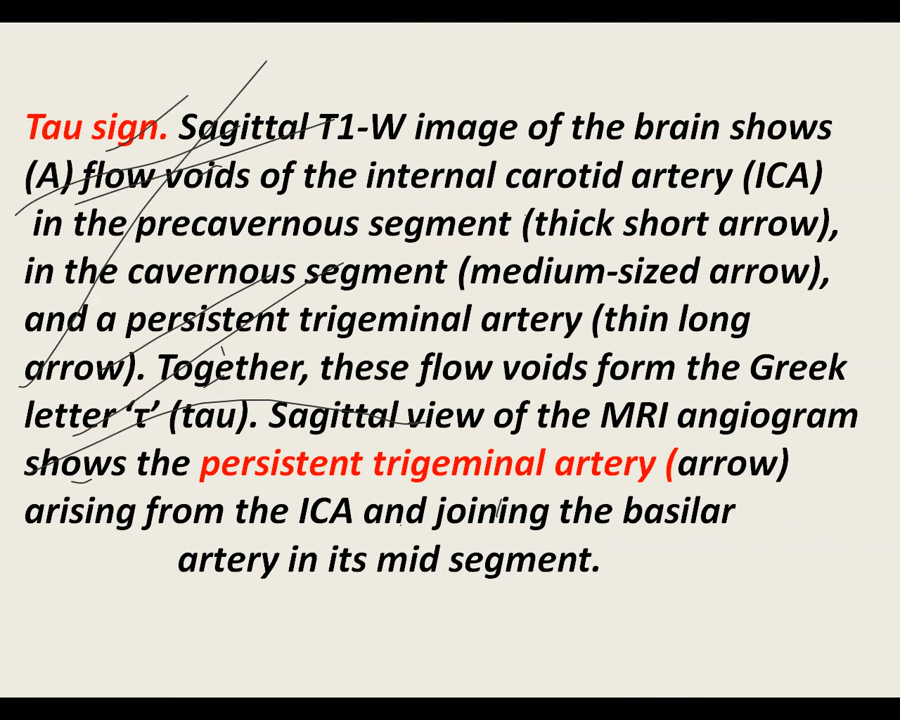 Tau sign. Sagittal T1-W image of the brain shows
(A) flow voids of the internal carotid artery (ICA)
in the precavernous segment (thick short arrow),
in the cavernous segment (medium-sized arrow),
and a persistent trigeminal artery (thin long
arrow). Together, these flow voids form the Greek
letter ‘τ’ (tau). Sagittal view of the MRI angiogram
shows the persistent trigeminal artery (arrow)
arising from the ICA and joining the basilar
artery in its mid segment.